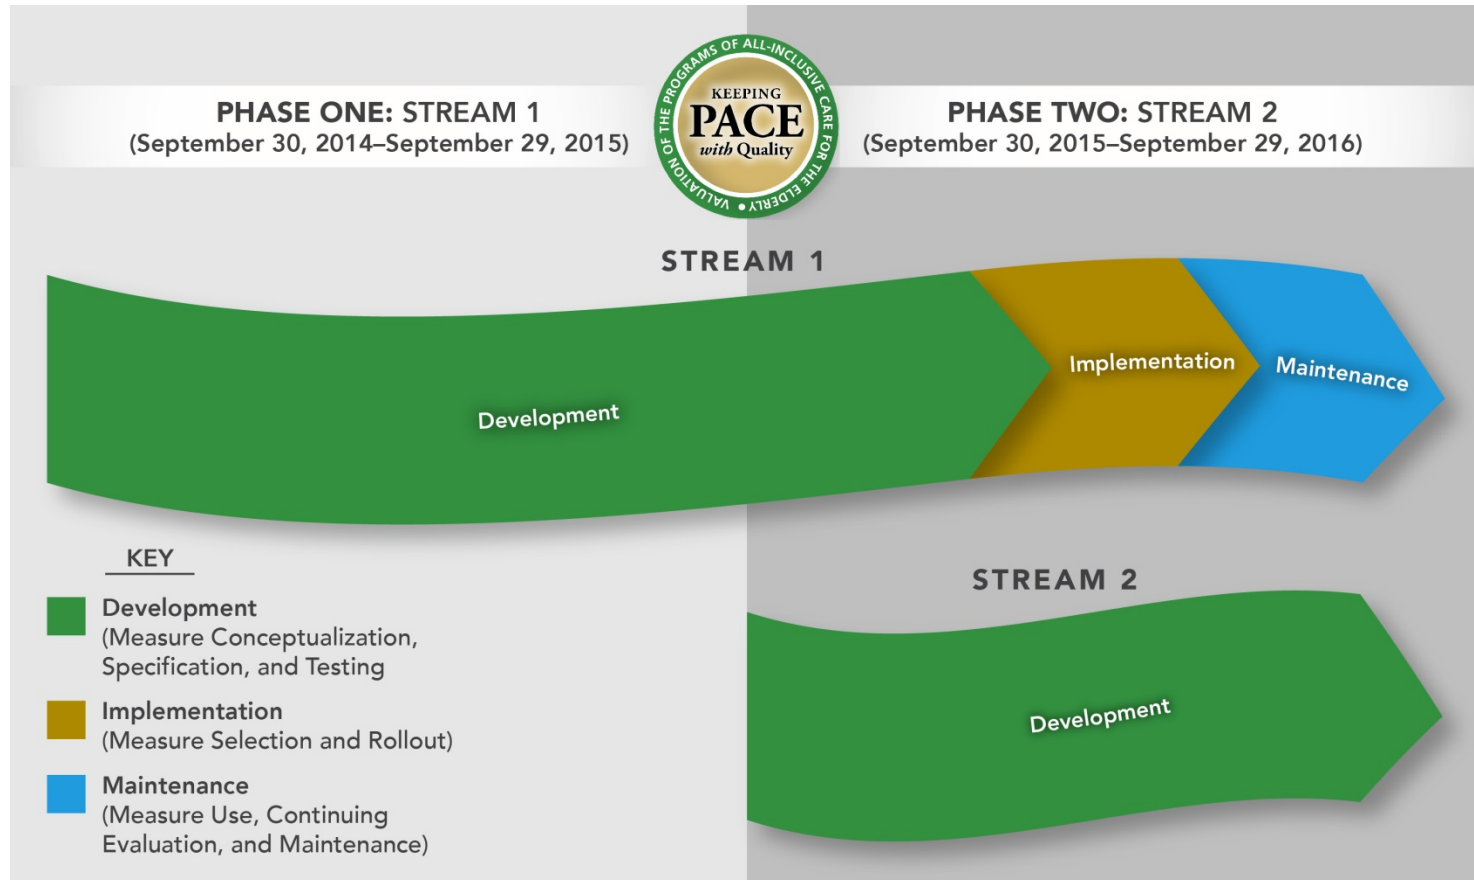 PHASE ONE: STREAM 1
(September 30, 2014–September 29, 2015)
VALUATION OF THE PROGRAMS OF ALL-INCLUSIVE CARE FOR THE ELDERLY •
KEEPING
PACE
with Quality
PHASE TWO: STREAM 2
(September 30, 2015–September 29, 2016)
STREAM 1
Development
Implementation
Maintenance
KEY
Development
(Measure Conceptualization,
Specification, and Testing
Implementation
(Measure Selection and Rollout)
Maintenance
(Measure Use, Continuing
Evaluation, and Maintenance)
STREAM 2
Development